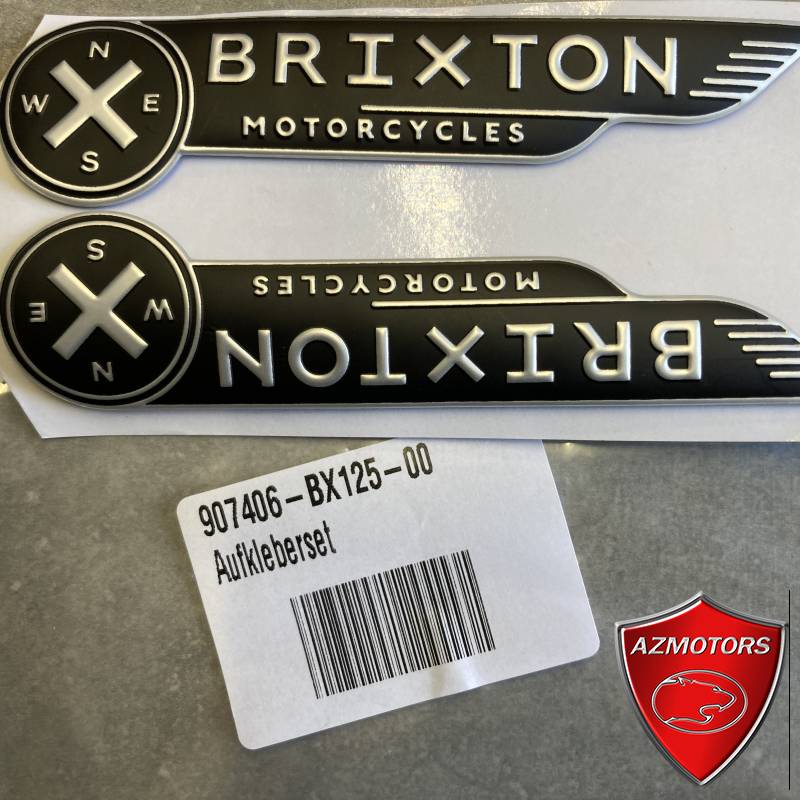 N
W E
S
BRIXTON
MOTORCYCLES
S
E W
N
MOTORCYCLES
BRIXTON
907406-BX125-00
Aufkleberset
AZMOTORS